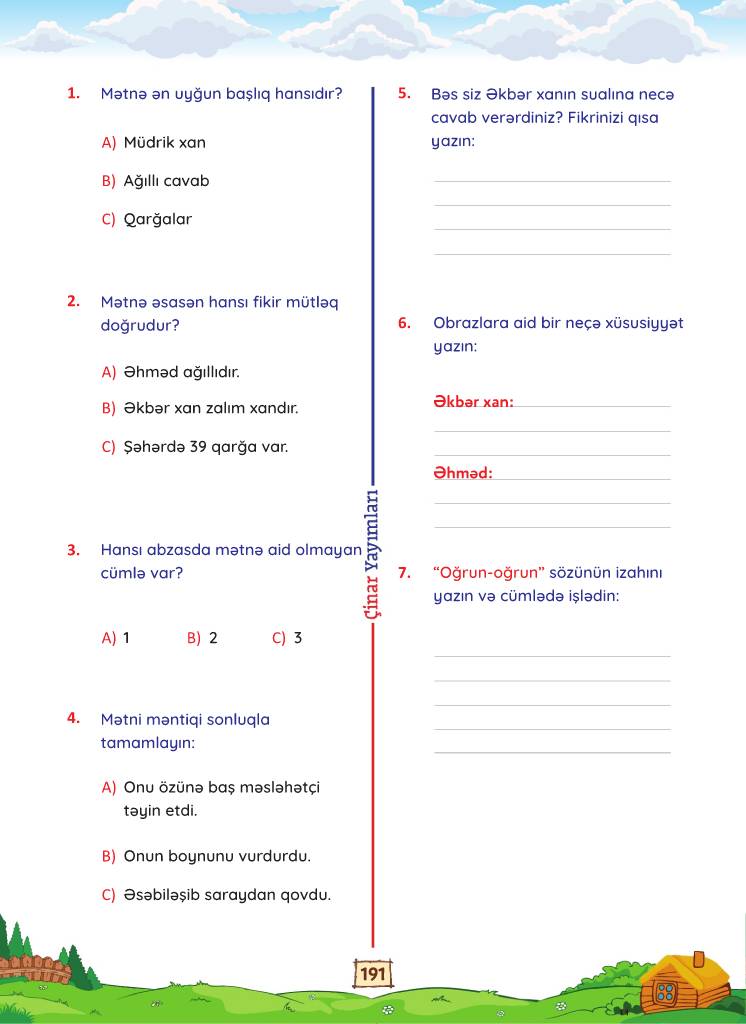 1. Mətnə ən uyğun başlıq hansıdır?
A) Müdrik xan
B) Ağıllı cavab
C) Qarğalar
2. Mətnə əsasən hansı fikir mütləq
doğrudur?
A) Əhməd ağıllıdır.
B) Əkbər xan zalım xandır.
C) Şəhərdə 39 qarğa var.
3. Hansı abzasda mətnə aid olmayan
cümlə var?
A) 1 B) 2 C) 3
4. Mətni məntiqi sonluqla
tamamlayın:
A) Onu özünə baş məsləhətçi
təyin etdi.
B) Onun boynunu vurdurdu.
C) Əsəbiləşib saraydan qovdu.
Çinar Yayımları
5. Bəs siz Əkbər xanın sualına necə
cavab verərdiniz? Fikrinizi qısa
yazın:
6. Obrazlara aid bir neçə xüsusiyyət
yazın:
Əkbər xan:
Əhməd:
7. “Oğrun-oğrun” sözünün izahını
yazın və cümlədə işlədin:
191